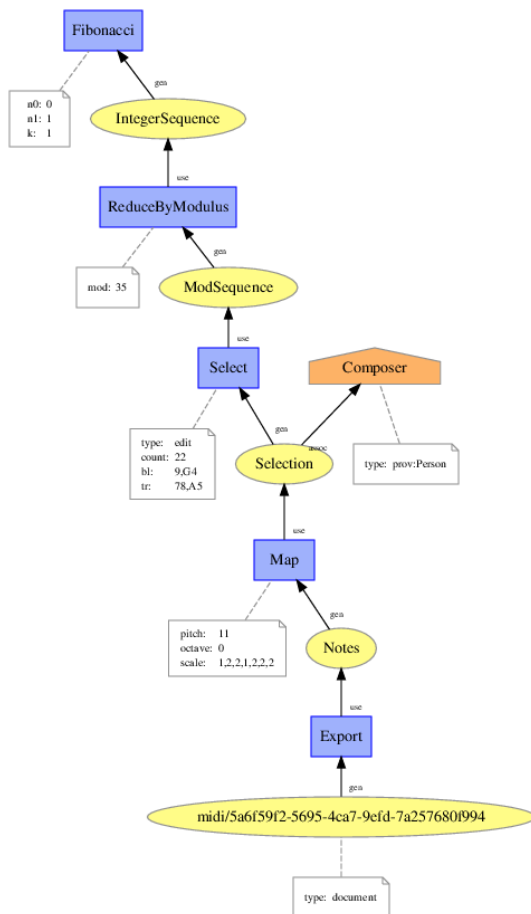 Fibonacci
gen
n0: 0
n1: 1
k: 1
IntegerSequence
use
ReduceByModulus
gen
mod: 35
ModSequence
use
Select
Composer
gen
assoc
type: edit
count: 22
bl: 9,G4
tr: 78,A5
Selection
type: prov:Person
use
Map
gen
pitch: 11
octave: 0
scale: 1,2,2,1,2,2,2
Notes
use
Export
gen
midi/5a6f59f2-5695-4ca7-9efd-7a257680f994
type: document